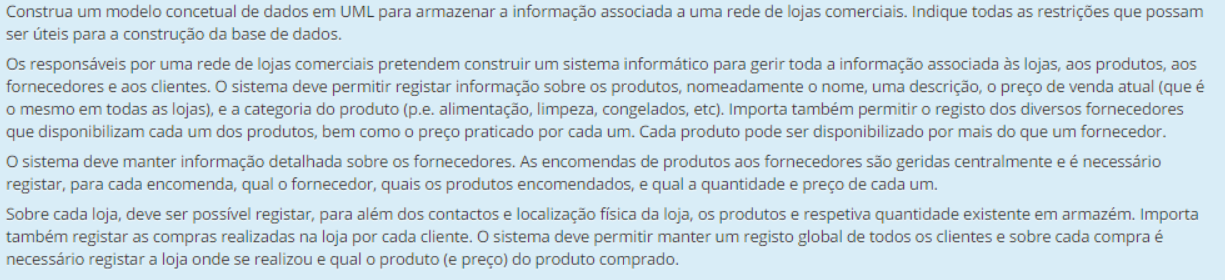 Construa um modelo concetual de dados em UML para armazenar a informação associada a uma rede de lojas comerciais. Indique todas as restrições que possam
ser úteis para a construção da base de dados.
Os responsáveis por uma rede de lojas comerciais pretendem construir um sistema informático para gerir toda a informação associada às lojas, aos produtos, aos
fornecedores e aos clientes. O sistema deve permitir registar informação sobre os produtos, nomeadamente o nome, uma descrição, o preço de venda atual (que é
o mesmo em todas as lojas), e a categoria do produto (p.e. alimentação, limpeza, congelados, etc). Importa também permitir o registo dos diversos fornecedores
que disponibilizam cada um dos produtos, bem como o preço praticado por cada um. Cada produto pode ser disponibilizado por mais do que um fornecedor.
O sistema deve manter informação detalhada sobre os fornecedores. As encomendas de produtos aos fornecedores são geridas centralmente e é necessário
registar, para cada encomenda, qual o fornecedor, quais os produtos encomendados, e qual a quantidade e preço de cada um.
Sobre cada loja, deve ser possível registar, para além dos contactos e localização física da loja, os produtos e respetiva quantidade existente em armazém. Importa
também registar as compras realizadas na loja por cada cliente. O sistema deve permitir manter um registo global de todos os clientes e sobre cada compra é
necessário registar a loja onde se realizou e qual o produto (e preço) do produto comprado.